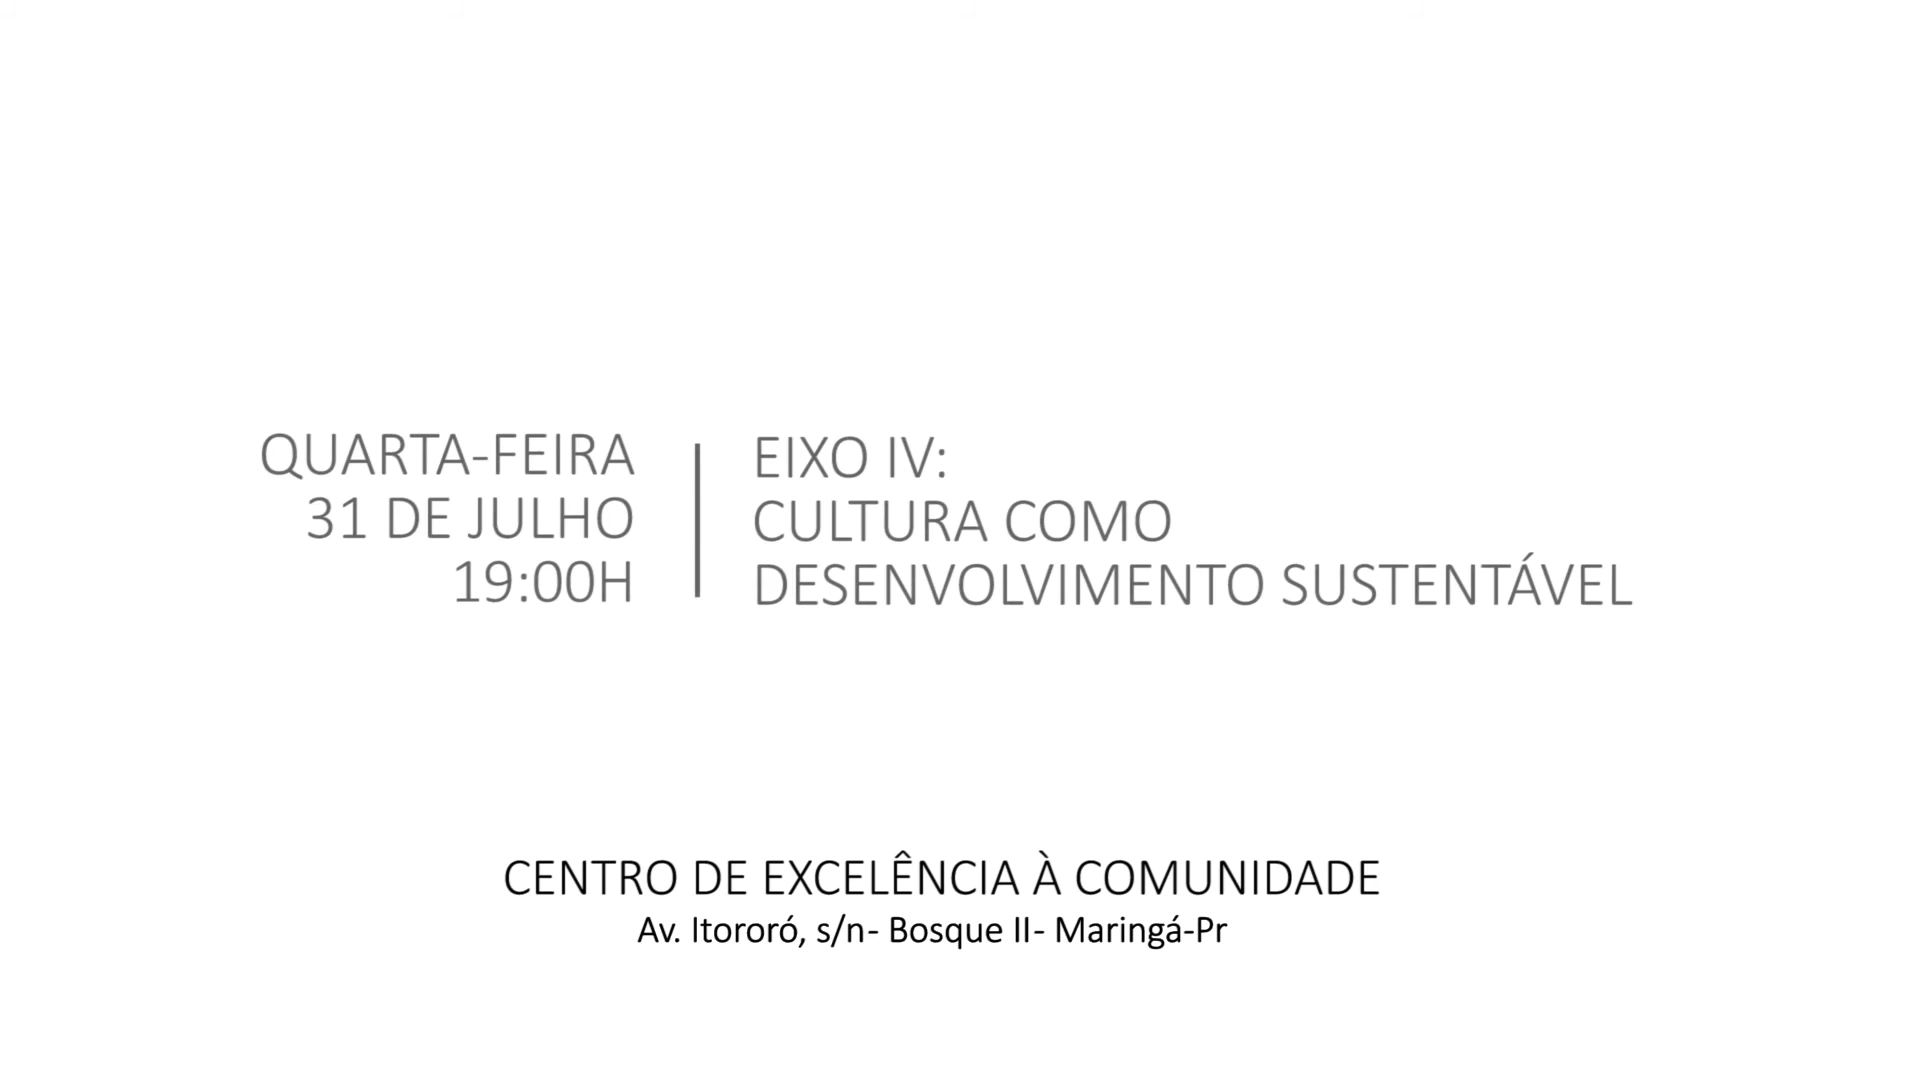 QUARTA-FEIRA
31 DE JULHO
19:00H
EIXO IV:
CULTURA COMO
DESENVOLVIMENTO SUSTENTÁVEL
CENTRO DE EXCELÊNCIA À COMUNIDADE
Av. Itororó, s/n- Bosque II- Maringá-Pr